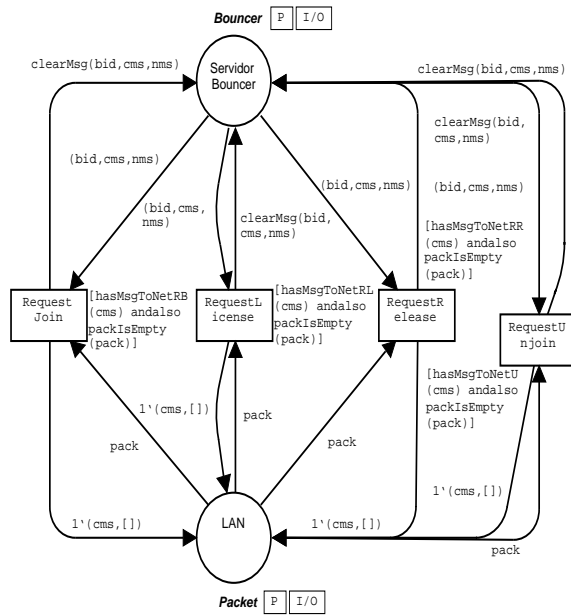 Bouncer P I/O
clearMsg(bid,cms,nms)
Servidor
Bouncer
clearMsg(bid,cms,nms)
clearMsg(bid,
cms,nms)
(bid,cms,nms)
(bid,cms,
nms)
clearMsg(bid,
cms,nms)
(bid,cms,nms)
(bid,cms,nms)
[hasMsgToNetRR
(cms) andalso
packIsEmpty
(pack)]
Request
Join
[hasMsgToNetRB
(cms) andalso
packIsEmpty
(pack)]
RequestL
icense
[hasMsgToNetRL
(cms) andalso
packIsEmpty
(pack)]
RequestR
elease
RequestU
njoin
[hasMsgToNetU
(cms) andalso
packIsEmpty
(pack)]
pack
1`(cms,[])
pack
pack
1`(cms,[])
1`(cms,[])
LAN
1`(cms,[])
pack
Packet P I/O